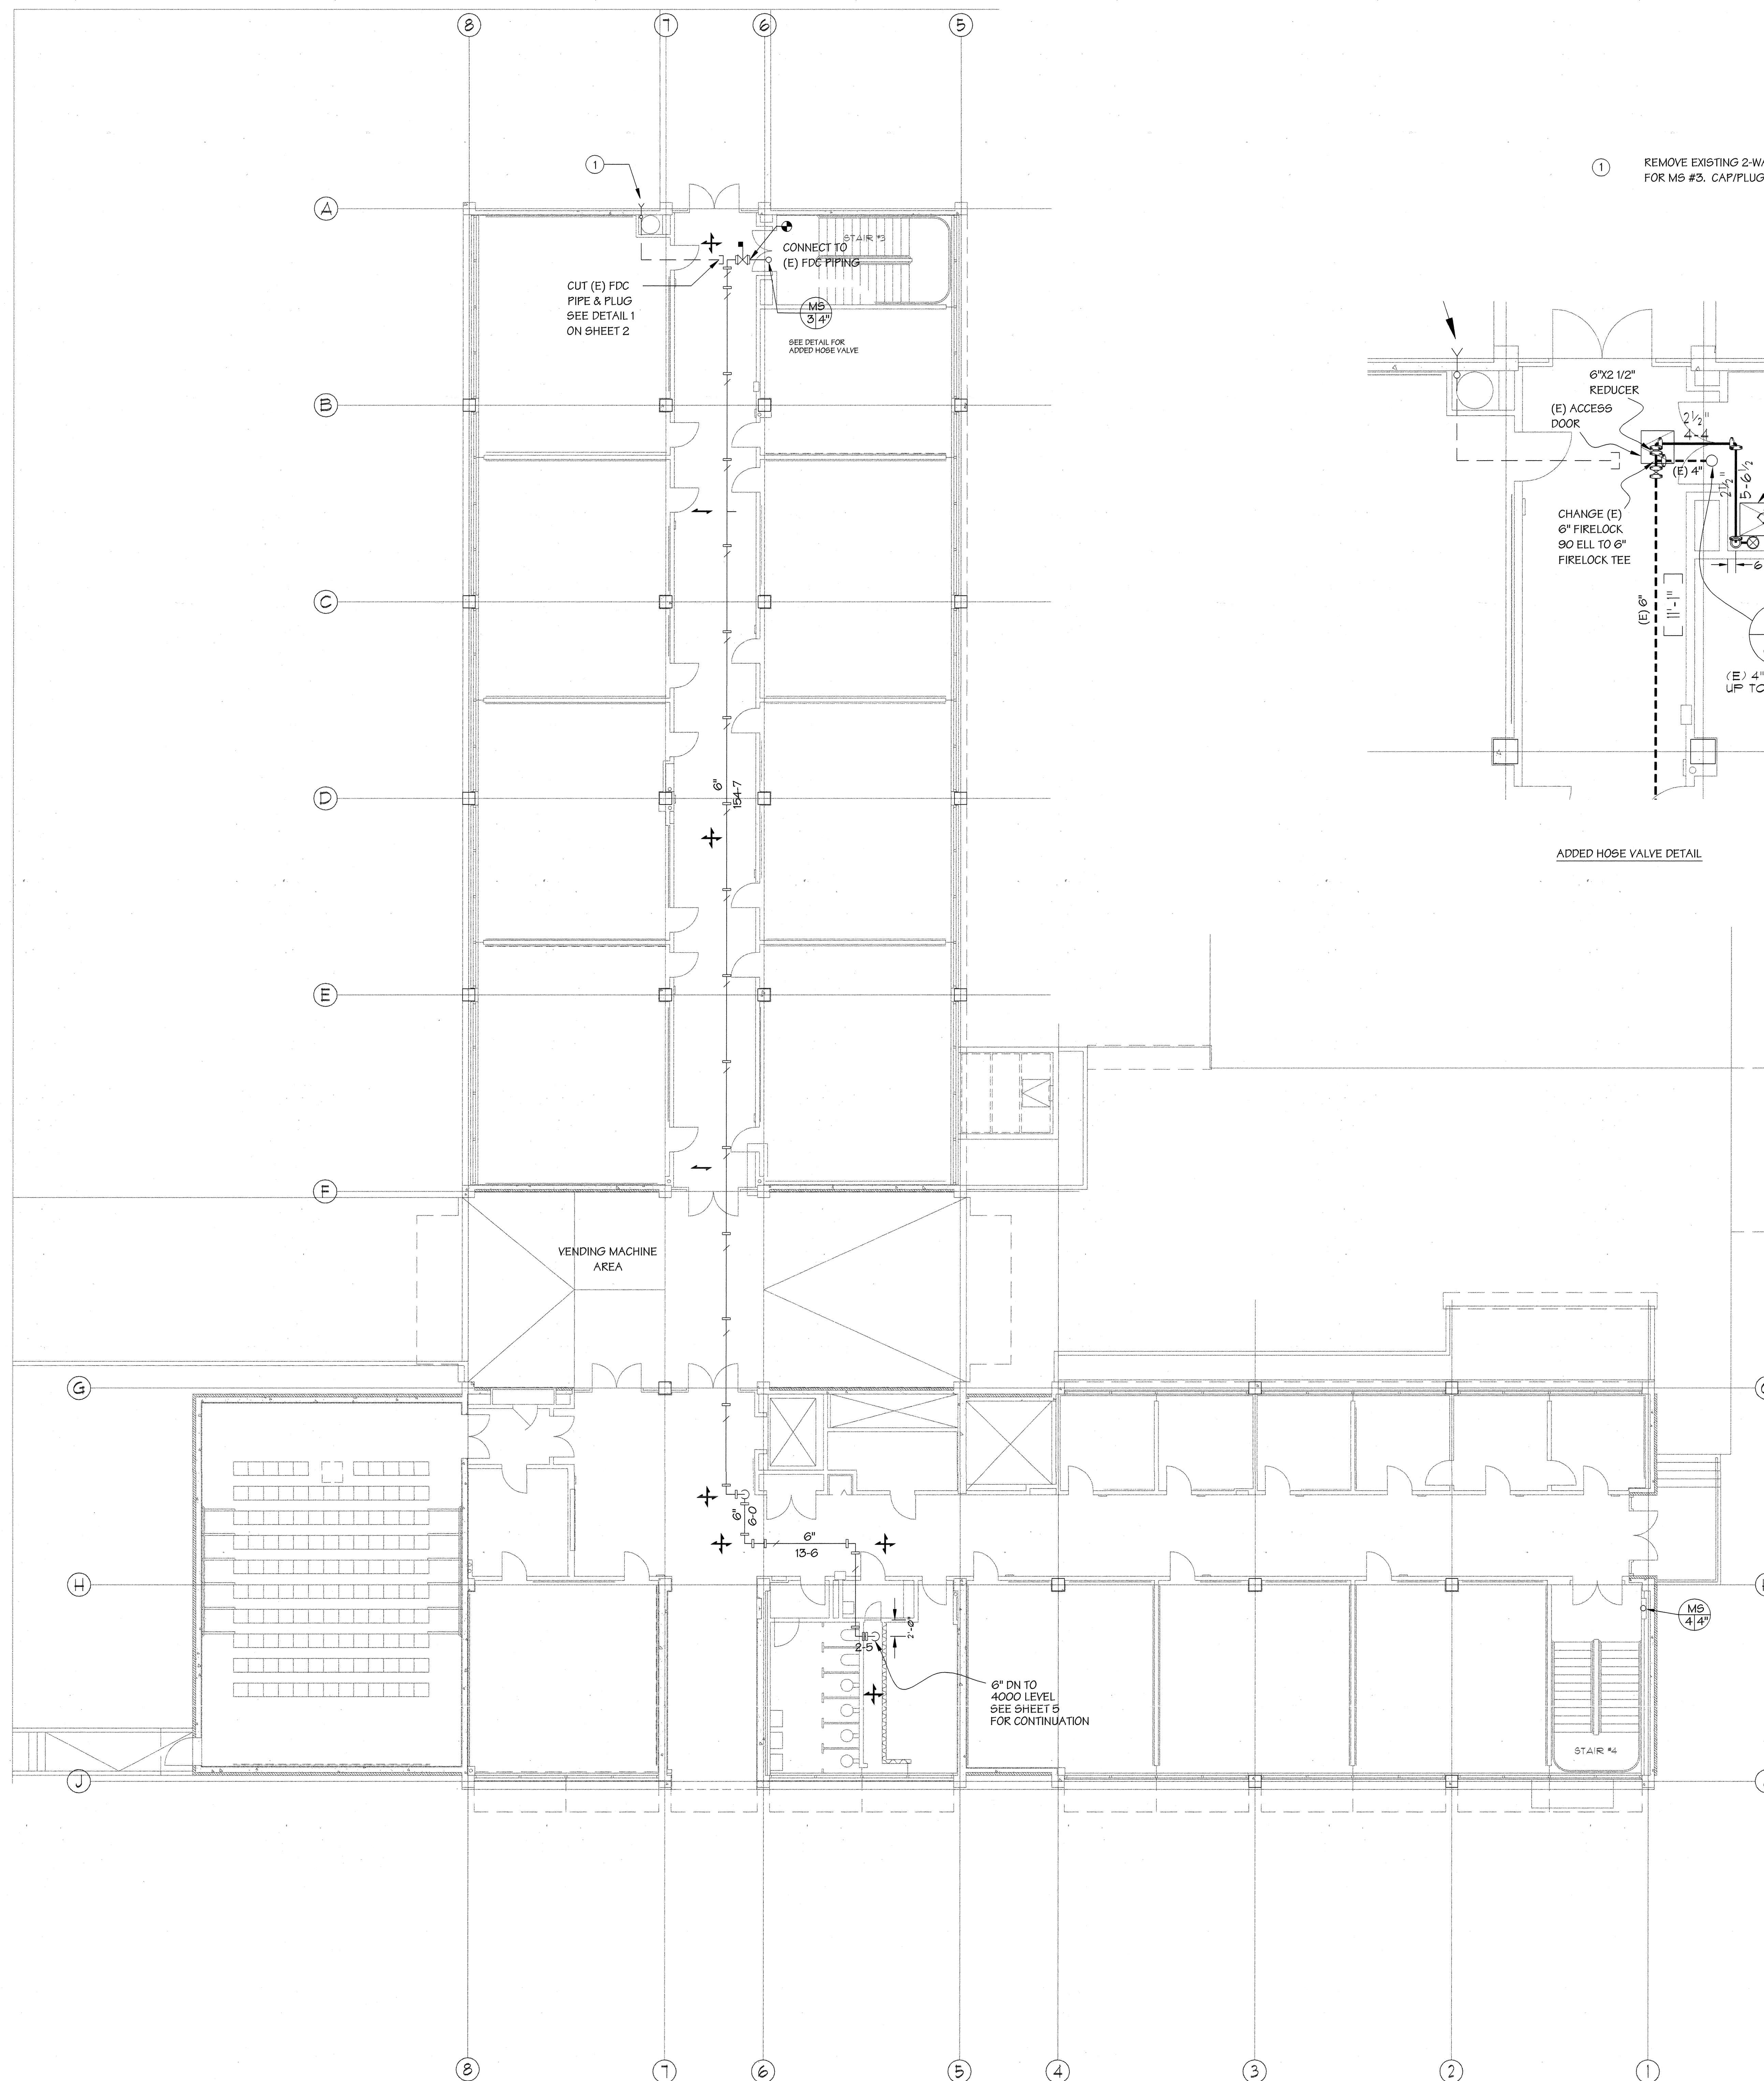 8
7
6
5
1
1
REMOVE EXISTING 2-WA
FOR MS #3. CAP/PLUG
A
STAIR #3
CONNECT TO
(E) FDC PIPING
CUT (E) FDC
PIPE & PLUG
SEE DETAIL 1
ON SHEET 2
MS
3 4"
SEE DETAIL FOR
ADDED HOSE VALVE
6"X2 1/2"
REDUCER
(E) ACCESS
DOOR
2½"
4-4
(E) 4"
2½"
5-6½
CHANGE (E)
6" FIRELOCK
90 ELL TO 6"
FIRELOCK TEE
6
(E) 6"
11'-1"
(E) 4"
UP TO
ADDED HOSE VALVE DETAIL
B
C
D
6"
154-7
E
F
VENDING MACHINE
AREA
G
6"
6-0
6"
13-6
H
2-5
2'-0"
6" DN TO
4000 LEVEL
SEE SHEET 5
FOR CONTINUATION
MS
4 4"
STAIR #4
J
8
7
6
5
4
3
2
1